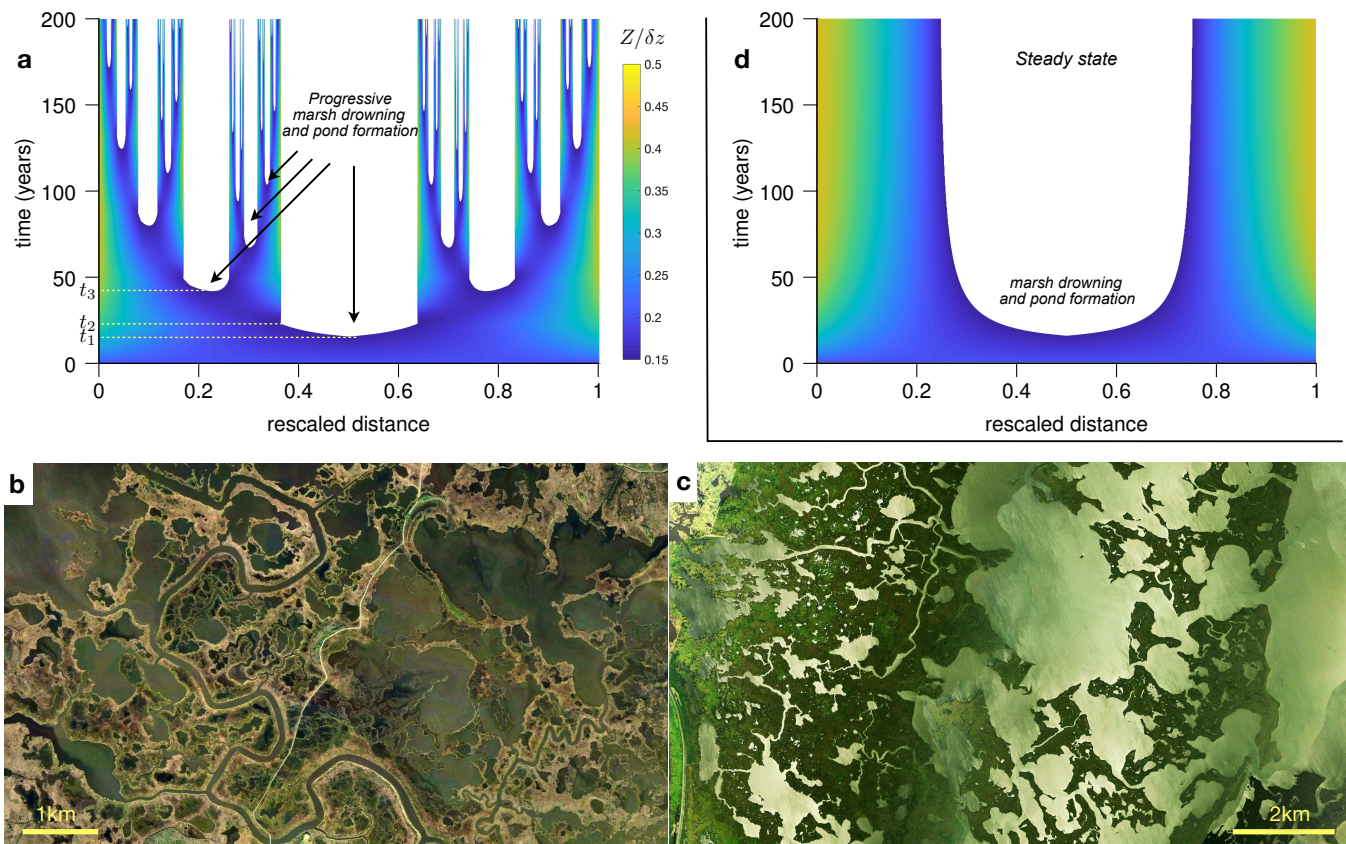 a
200
150
100
50
0
time (years)
t3
t2
t1
Progressive
marsh drowning
and pond formation
0
0.2
0.4
0.6
0.8
1
rescaled distance
Z/δz
0.5
0.45
0.4
0.35
0.3
0.25
0.2
0.15
d
200
150
100
50
0
time (years)
Steady state
marsh drowning
and pond formation
0
0.2
0.4
0.6
0.8
1
rescaled distance
b
1km
c
2km